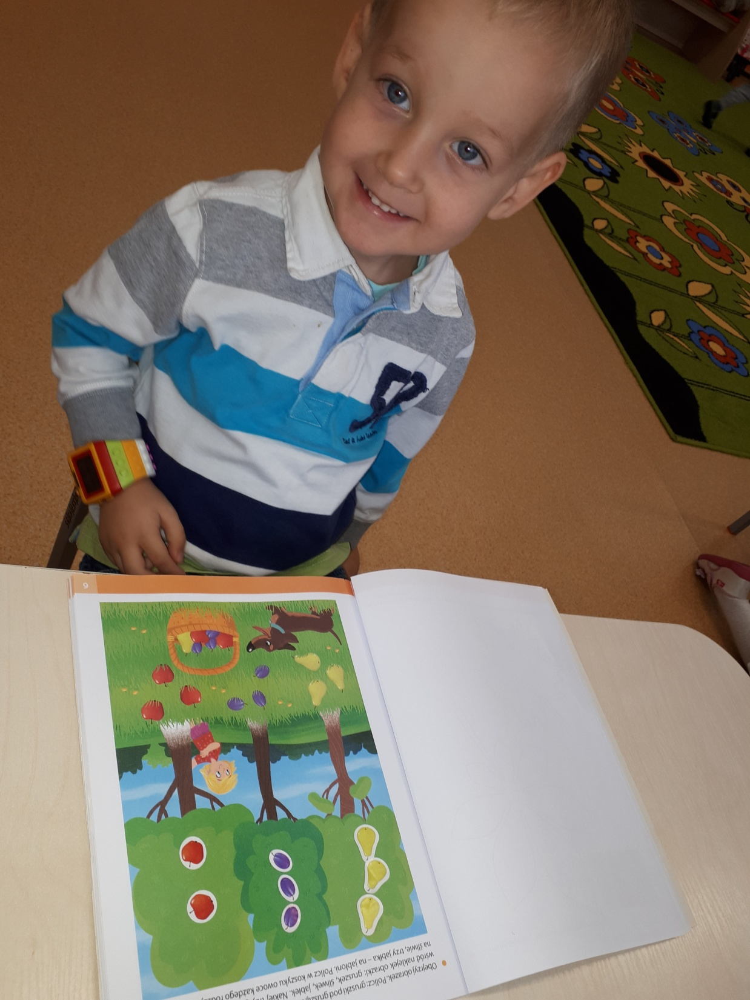 ● Obejrzyj obrazek. Policz: gruszki pod
wśród naklejek obrazki: gruszek, śliwek, jabłek. Naklej
na śliwie, trzy jabłka – na jabłoni. Policz w koszyku owoce każdego
6